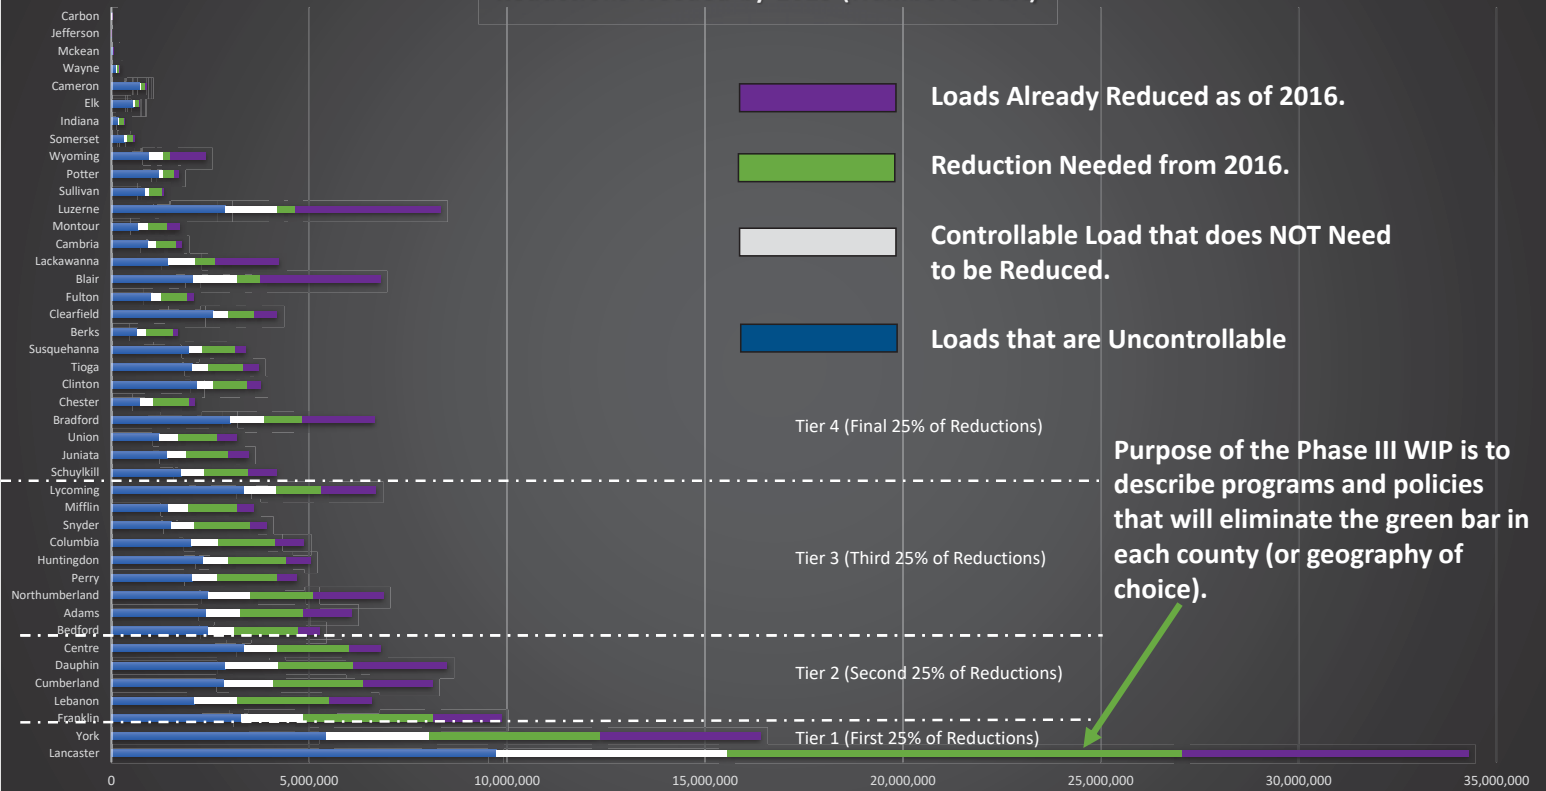 Carbon
Jefferson
Mckean
Wayne
Cameron
Elk
Indiana
Somerset
Wyoming
Potter
Sullivan
Luzerne
Montour
Cambria
Lackawanna
Blair
Fulton
Clearfield
Berks
Susquehanna
Tioga
Clinton
Chester
Bradford
Union
Juniata
Schuylkill
Lycoming
Mifflin
Snyder
Columbia
Huntingdon
Perry
Northumberland
Adams
Bedford
Centre
Dauphin
Cumberland
Lebanon
Franklin
York
Lancaster
Loads Already Reduced as of 2016.
Reduction Needed from 2016.
Controllable Load that does NOT Need
to be Reduced.
Loads that are Uncontrollable
Tier 4 (Final 25% of Reductions)
Purpose of the Phase III WIP is to
describe programs and policies
that will eliminate the green bar in
each county (or geography of
choice).
Tier 3 (Third 25% of Reductions)
Tier 2 (Second 25% of Reductions)
Tier 1 (First 25% of Reductions)
0
5,000,000
10,000,000
15,000,000
20,000,000
25,000,000
30,000,000
35,000,000